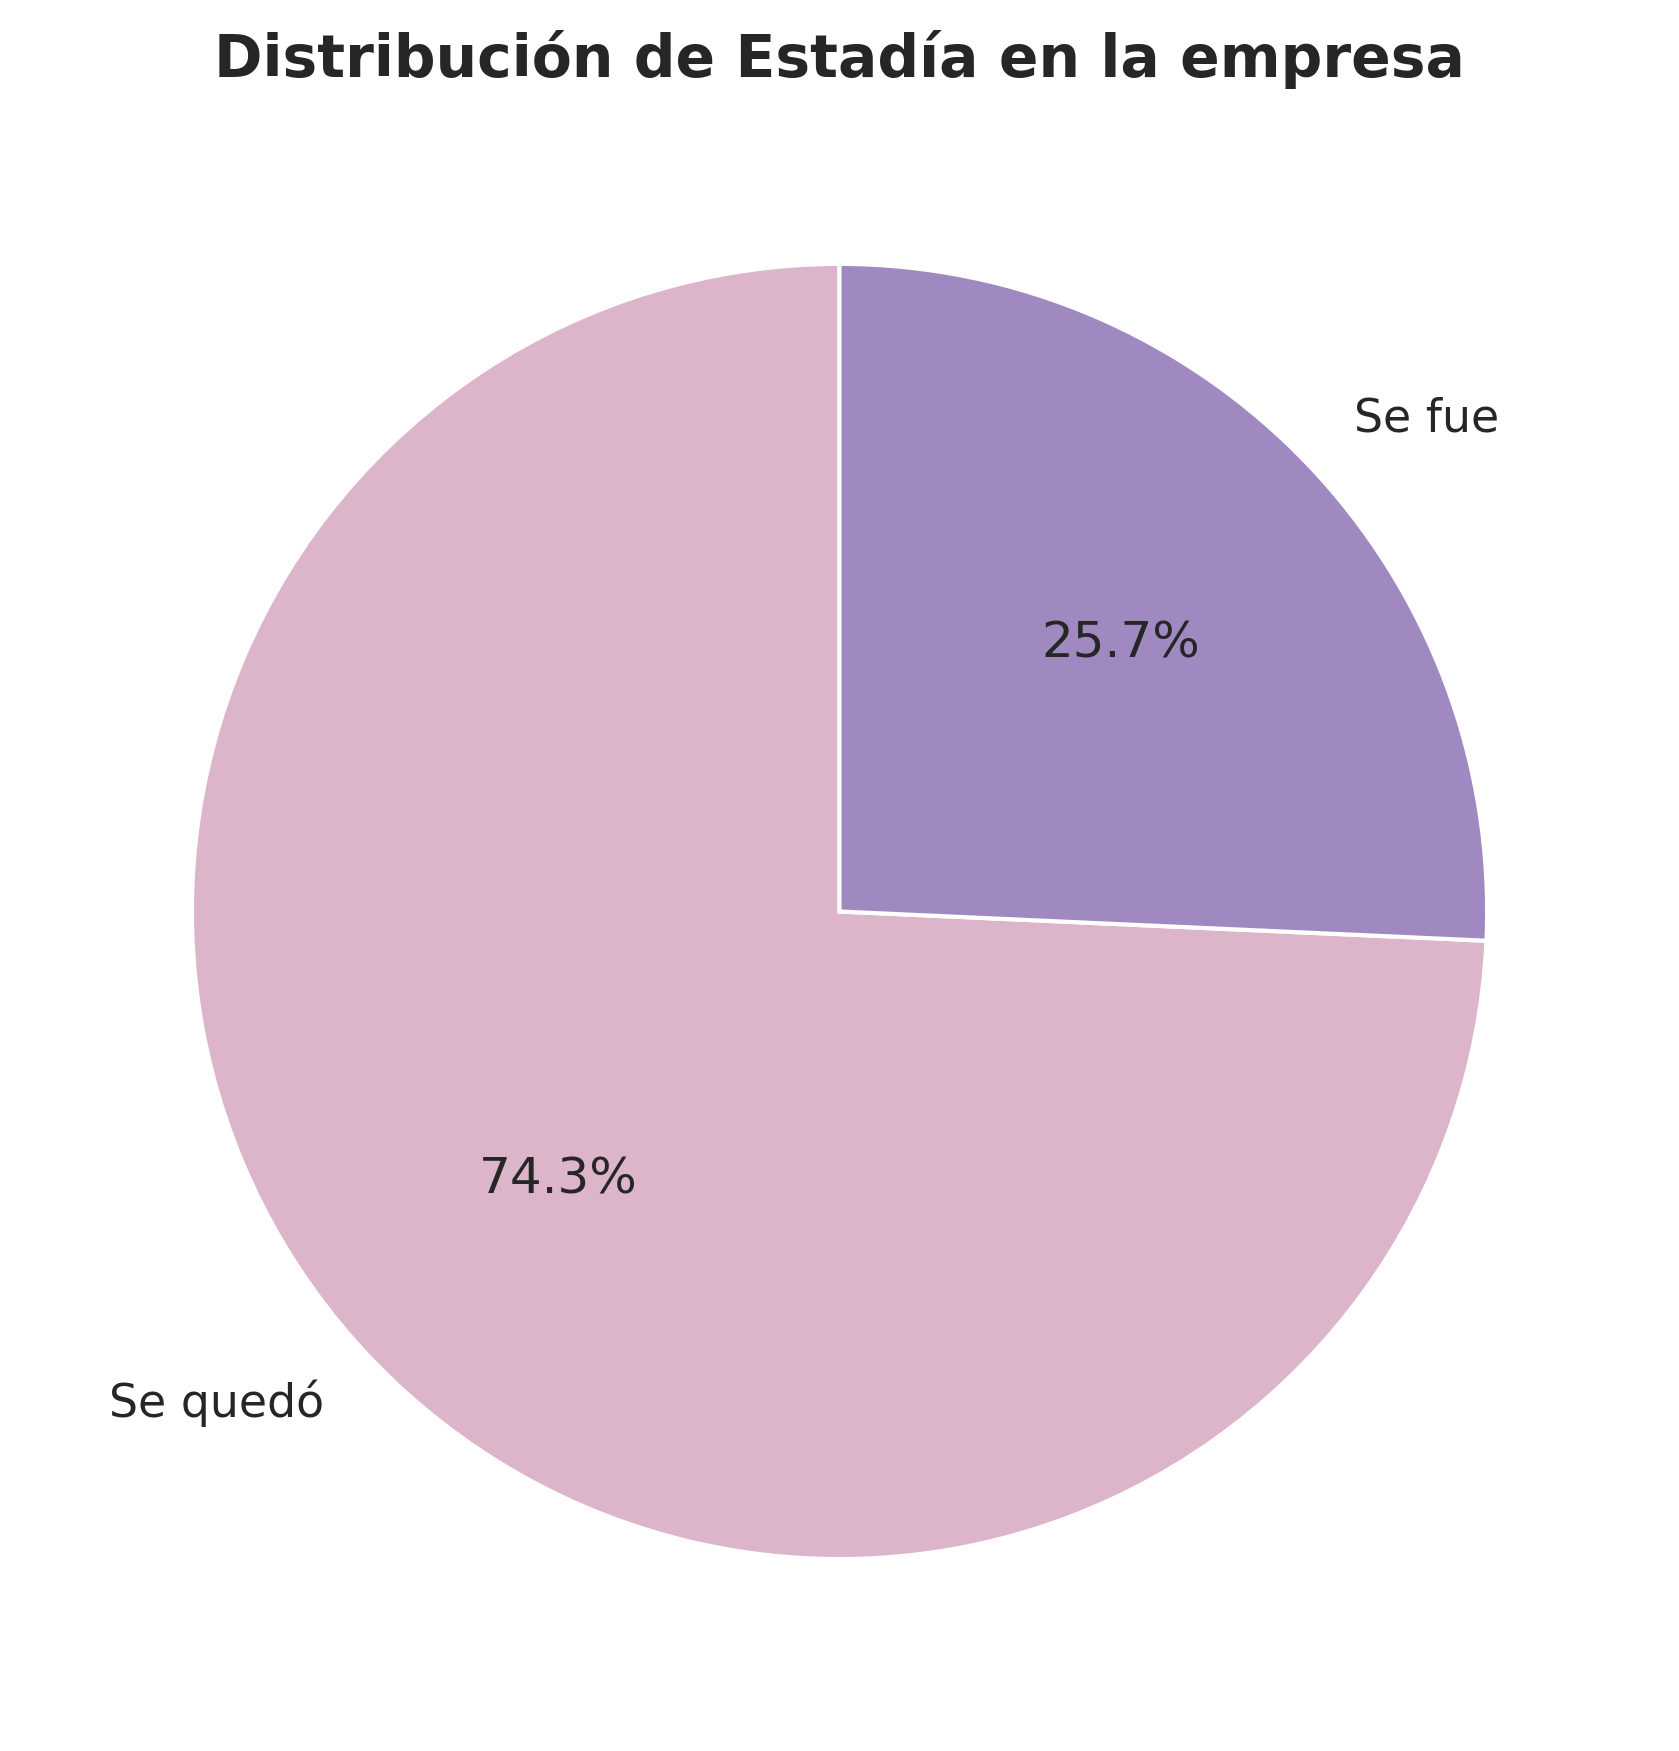 Distribución de Estadía en la empresa
Se fue
25.7%
74.3%
Se quedó